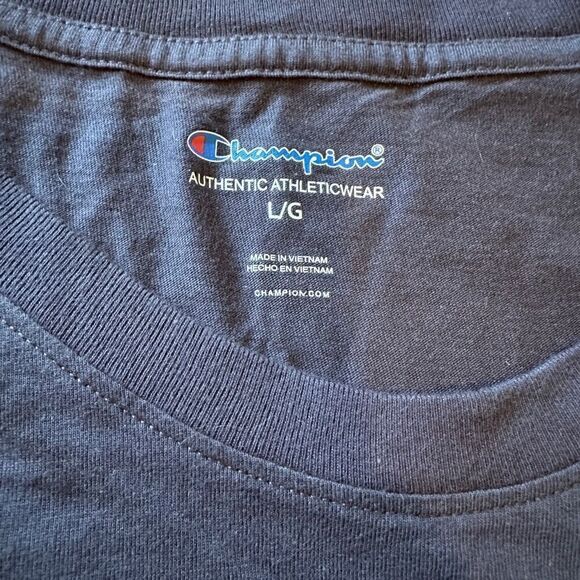 Champion®
AUTHENTIC ATHLETICWEAR
L/G
MADE IN VIETNAM
HECHO EN VIETNAM
CHAMPION.COM